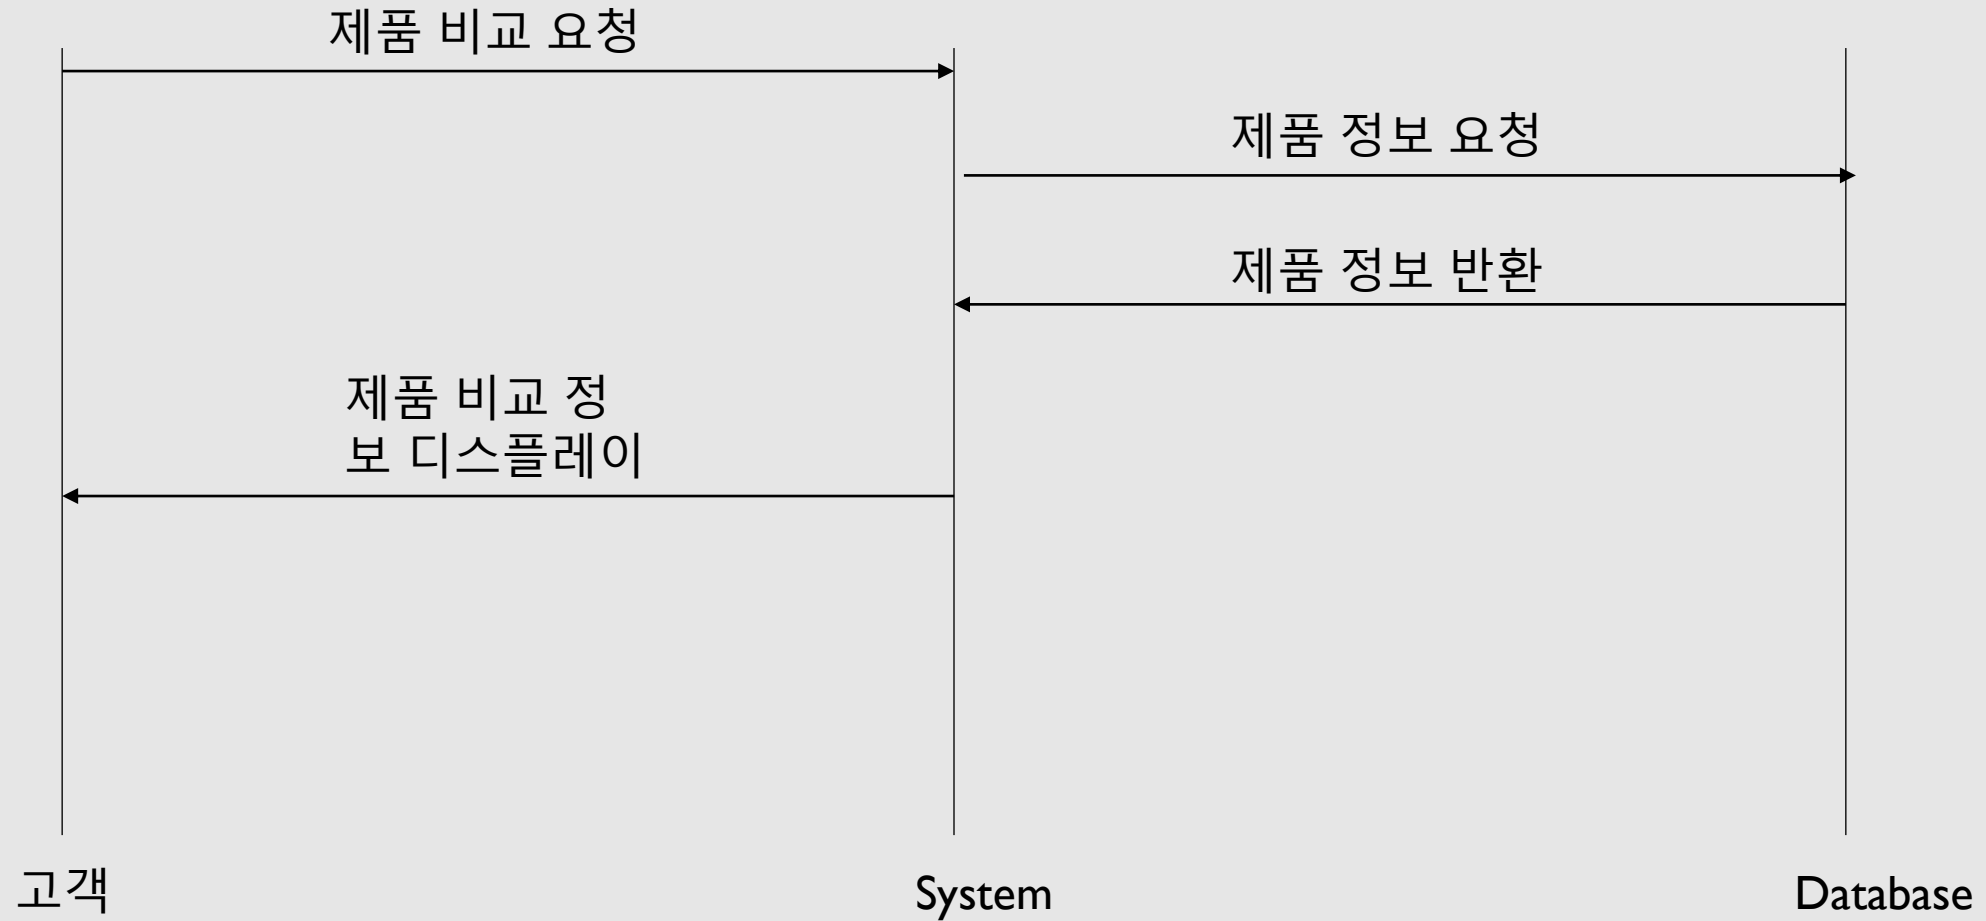 제품 비교 요청
제품 정보 요청
제품 정보 반환
제품 비교 정
보 디스플레이
고객
System
Database